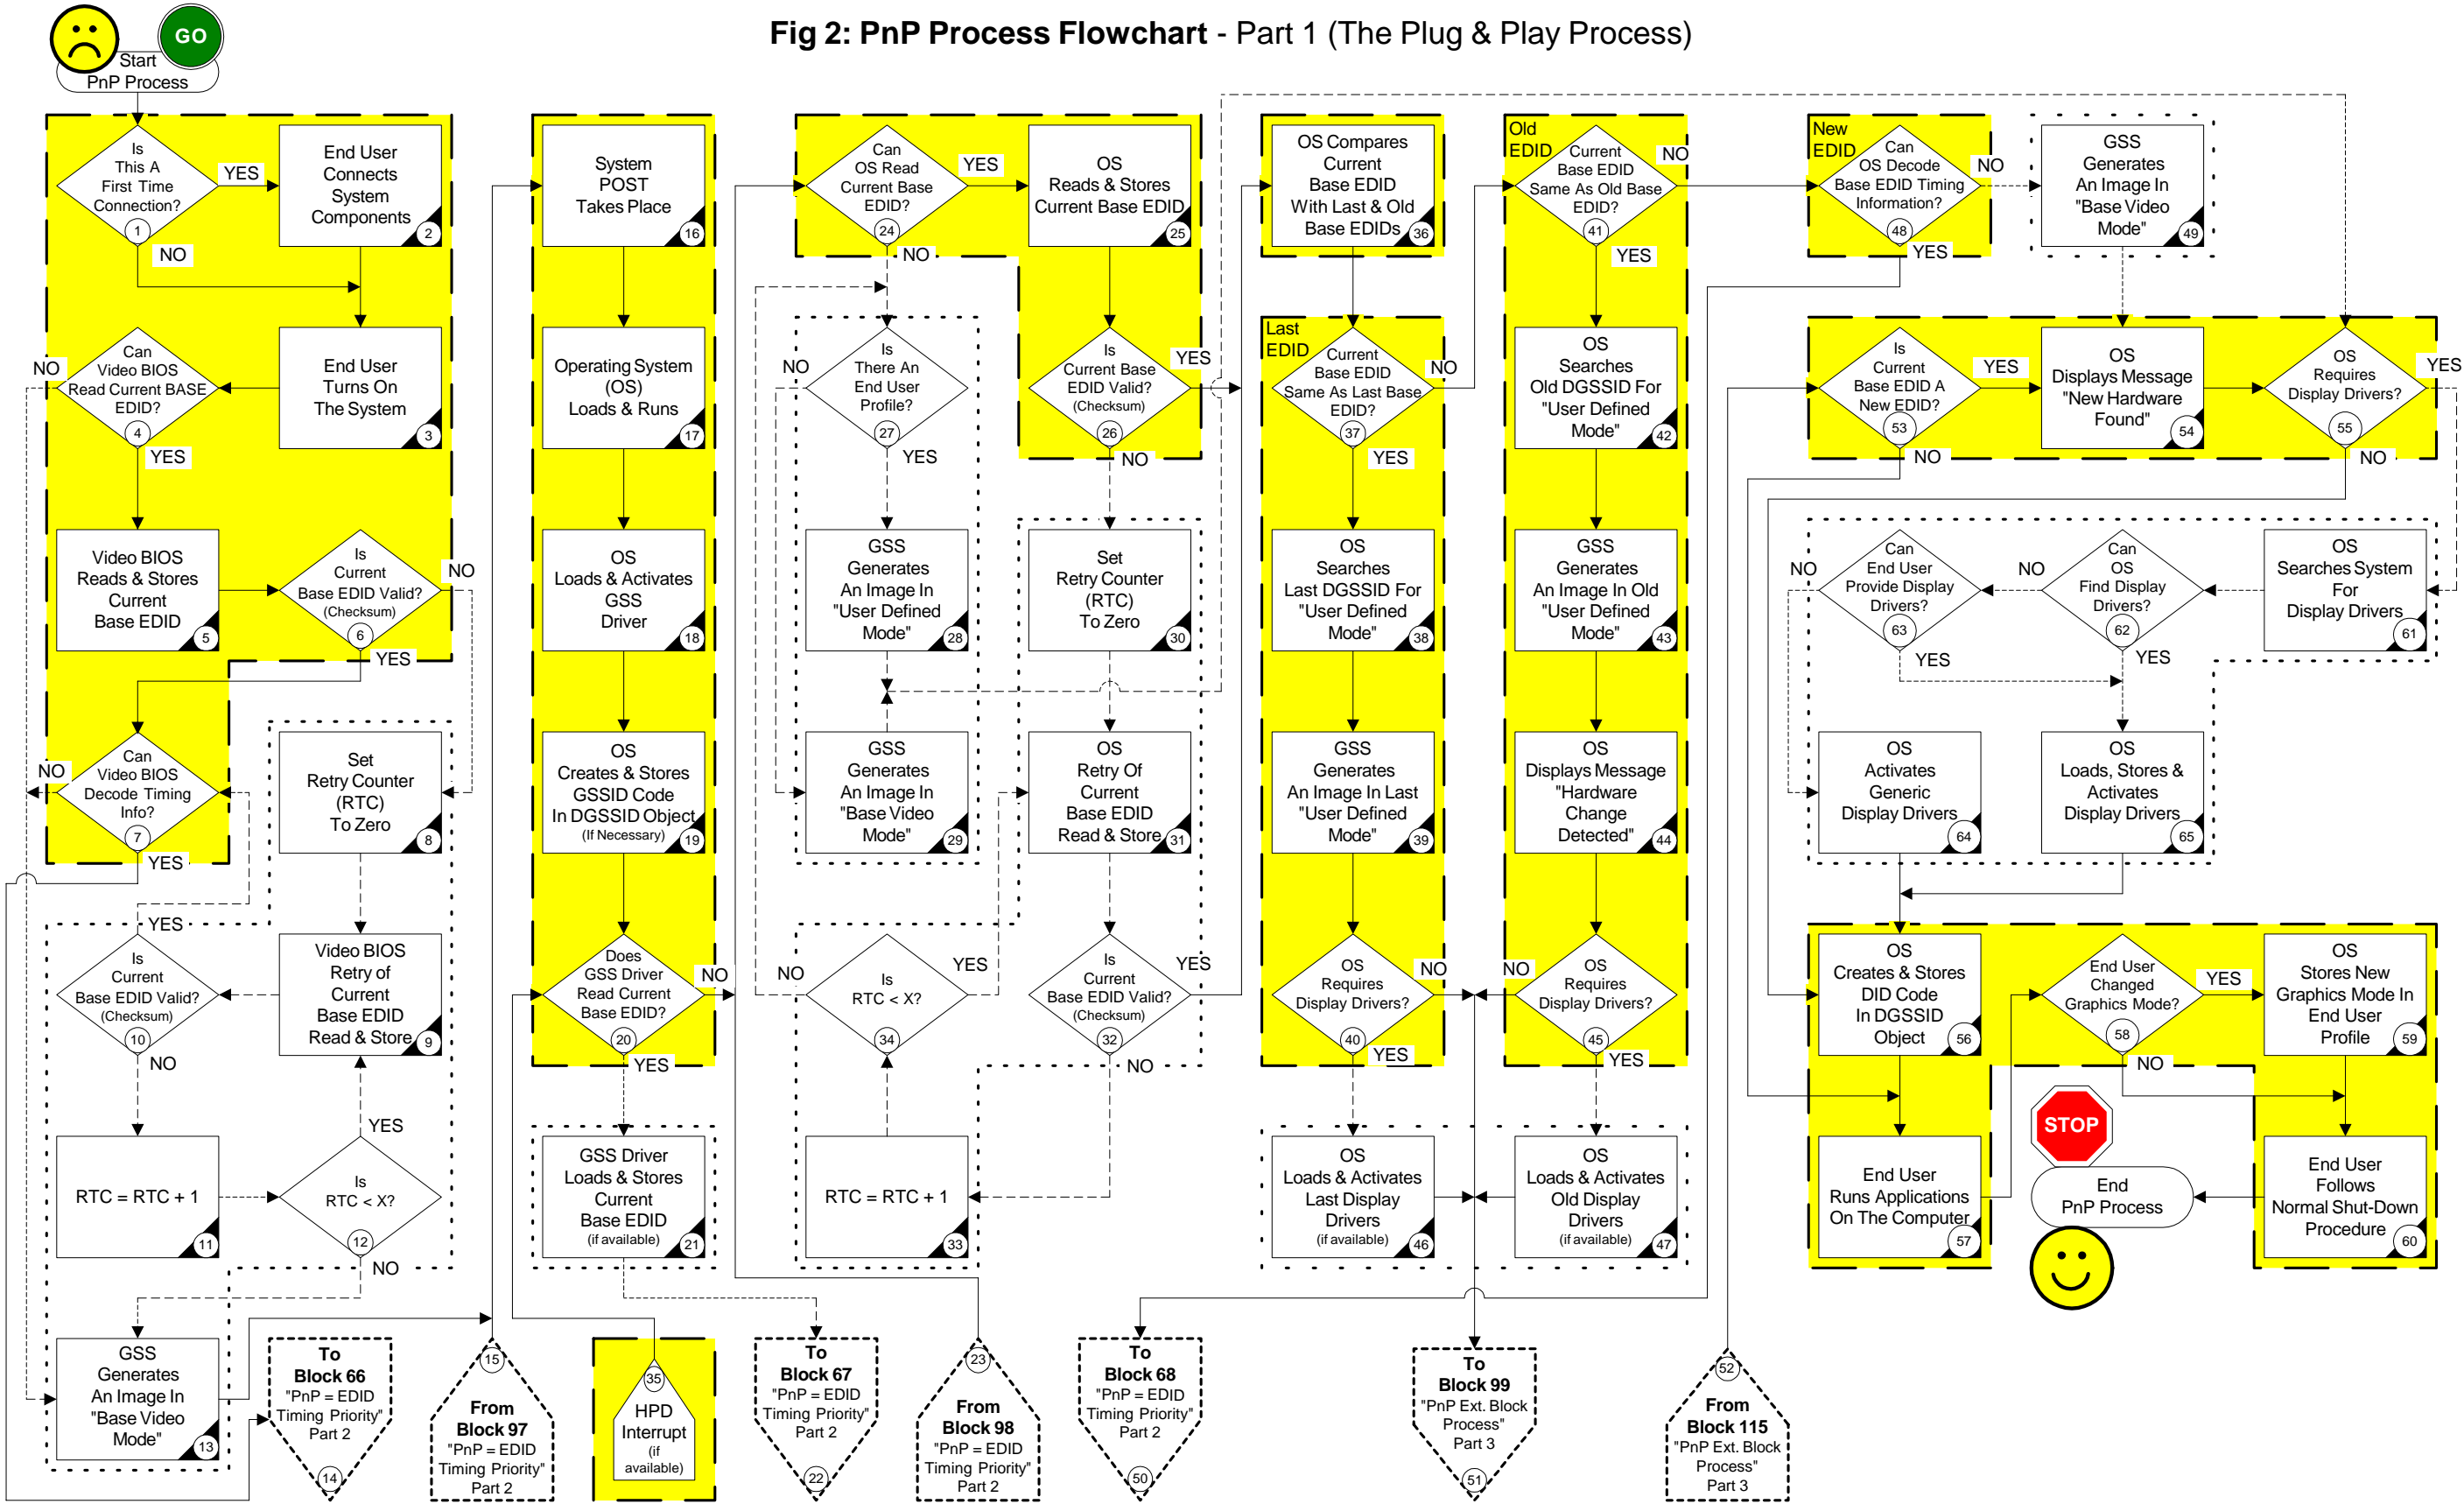 Fig 2: PnP Process Flowchart - Part 1 (The Plug & Play Process)
GO
Start
PnP Process
Is
This A
First Time
Connection?
1
YES
NO
End User
Connects
System
Components
2
End User
Turns On
The System
3
Can
Video BIOS
Read Current BASE
EDID?
4
NO
YES
Video BIOS
Reads & Stores
Current
Base EDID
5
Is
Current
Base EDID Valid?
(Checksum)
6
NO
YES
Can
Video BIOS
Decode Timing
Info?
7
NO
YES
Set
Retry Counter
(RTC)
To Zero
8
Video BIOS
Retry of
Current
Base EDID
Read & Store
9
YES
Is
Current
Base EDID Valid?
(Checksum)
10
NO
RTC = RTC + 1
11
YES
Is
RTC < X?
12
NO
GSS
Generates
An Image In
"Base Video
Mode"
13
To
Block 66
"PnP = EDID
Timing Priority"
Part 2
14
15
From
Block 97
"PnP = EDID
Timing Priority"
Part 2
System
POST
Takes Place
16
Operating System
(OS)
Loads & Runs
17
OS
Loads & Activates
GSS
Driver
18
OS
Creates & Stores
GSSID Code
In DGSSID Object
(If Necessary)
19
Does
GSS Driver
Read Current
Base EDID?
20
NO
YES
GSS Driver
Loads & Stores
Current
Base EDID
(if available)
21
35
HPD
Interrupt
(if
available)
To
Block 67
"PnP = EDID
Timing Priority"
Part 2
22
23
From
Block 98
"PnP = EDID
Timing Priority"
Part 2
Can
OS Read
Current Base
EDID?
24
YES
NO
OS
Reads & Stores
Current Base EDID
25
Is
Current Base
EDID Valid?
(Checksum)
26
YES
NO
Is
There An
End User
Profile?
27
NO
YES
GSS
Generates
An Image In
"User Defined
Mode"
28
GSS
Generates
An Image In
"Base Video
Mode"
29
Set
Retry Counter
(RTC)
To Zero
30
OS
Retry Of
Current
Base EDID
Read & Store
31
Is
Current
Base EDID Valid?
(Checksum)
32
YES
NO
RTC = RTC + 1
33
Is
RTC < X?
34
NO
YES
OS Compares
Current
Base EDID
With Last & Old
Base EDIDs
36
Last
EDID
Current
Base EDID
Same As Last Base
EDID?
37
NO
YES
OS
Searches
Last DGSSID For
"User Defined
Mode"
38
GSS
Generates
An Image In Last
"User Defined
Mode"
39
OS
Requires
Display Drivers?
40
NO
YES
OS
Loads & Activates
Last Display
Drivers
(if available)
46
Old
EDID
Current
Base EDID
Same As Old Base
EDID?
41
NO
YES
OS
Searches
Old DGSSID For
"User Defined
Mode"
42
GSS
Generates
An Image In Old
"User Defined
Mode"
43
OS
Displays Message
"Hardware
Change
Detected"
44
OS
Requires
Display Drivers?
45
NO
YES
OS
Loads & Activates
Old Display
Drivers
(if available)
47
To
Block 68
"PnP = EDID
Timing Priority"
Part 2
50
To
Block 99
"PnP Ext. Block
Process"
Part 3
51
52
From
Block 115
"PnP Ext. Block
Process"
Part 3
New
EDID
Can
OS Decode
Base EDID Timing
Information?
48
NO
YES
GSS
Generates
An Image In
"Base Video
Mode"
49
Is
Current
Base EDID A
New EDID?
53
YES
NO
OS
Displays Message
"New Hardware
Found"
54
OS
Requires
Display Drivers?
55
YES
NO
OS
Searches System
For
Display Drivers
61
Can
OS
Find Display
Drivers?
62
NO
YES
Can
End User
Provide Display
Drivers?
63
NO
YES
OS
Activates
Generic
Display Drivers
64
OS
Loads, Stores &
Activates
Display Drivers
65
OS
Creates & Stores
DID Code
In DGSSID
Object
56
End User
Runs Applications
On The Computer
57
End User
Changed
Graphics Mode?
58
YES
NO
OS
Stores New
Graphics Mode In
End User
Profile
59
End User
Follows
Normal Shut-Down
Procedure
60
STOP
End
PnP Process